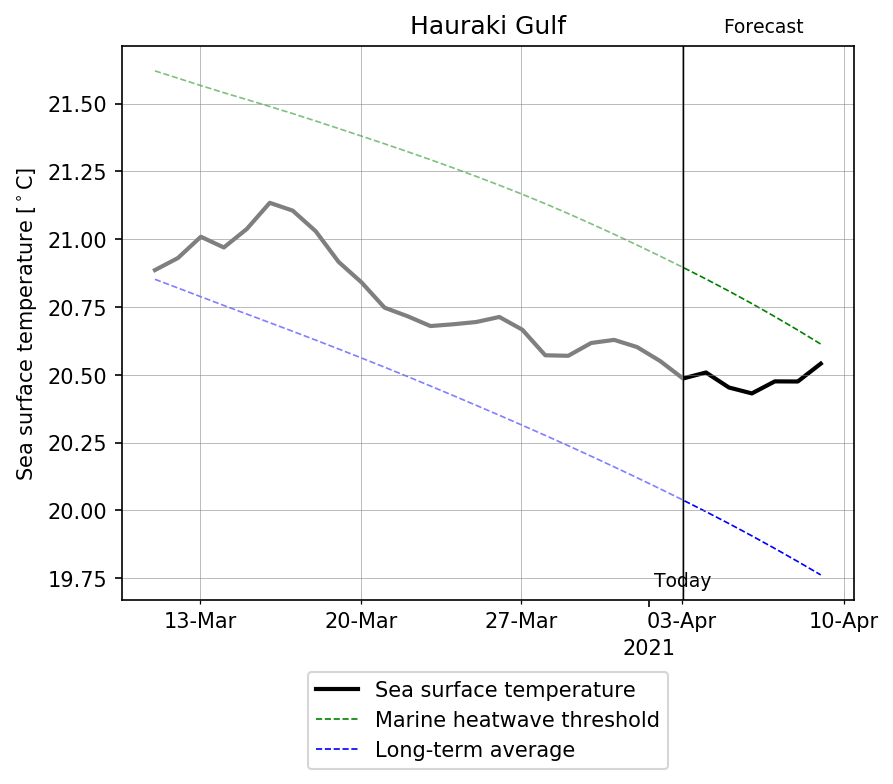 Hauraki Gulf
Forecast
21.50
21.25
21.00
20.75
20.50
20.25
20.00
19.75
Sea surface temperature [°C]
Today
13-Mar
20-Mar
27-Mar
03-Apr
10-Apr
2021
Sea surface temperature
Marine heatwave threshold
Long-term average